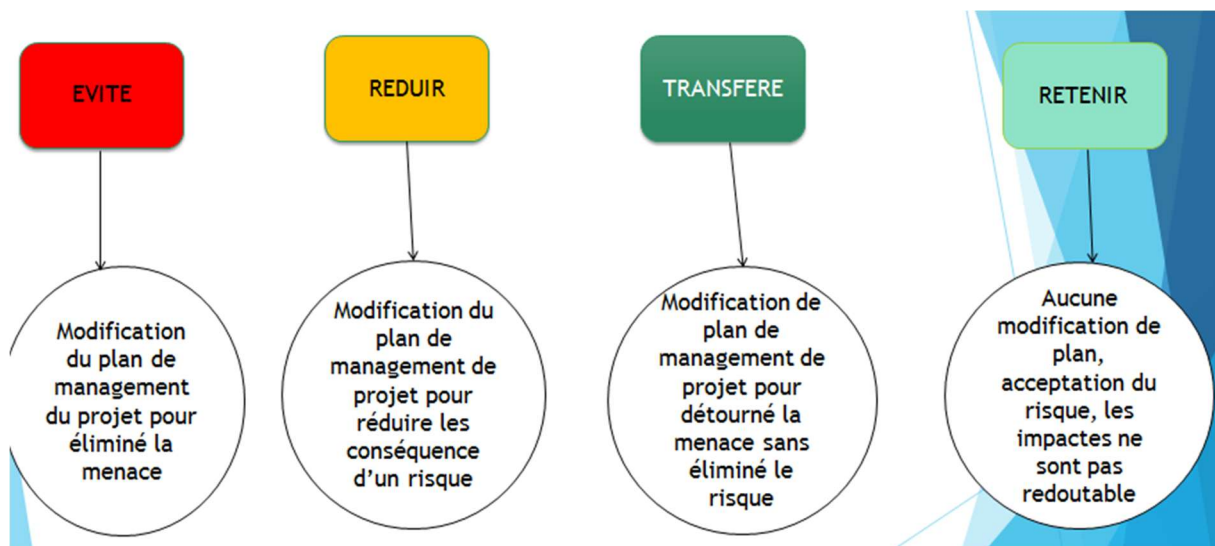 EVITE
REDUIR
TRANSFERE
RETENIR
Modification
du plan de
management
du projet pour
éliminé la
menace
Modification du
plan de
management de
projet pour
réduire les
conséquence
d'un risque
Modification de
plan de
management de
projet pour
détourné la
menace sans
éliminé le
risque
Aucune
modification de
plan,
acceptation du
risque, les
impactes ne
sont pas
redoutable